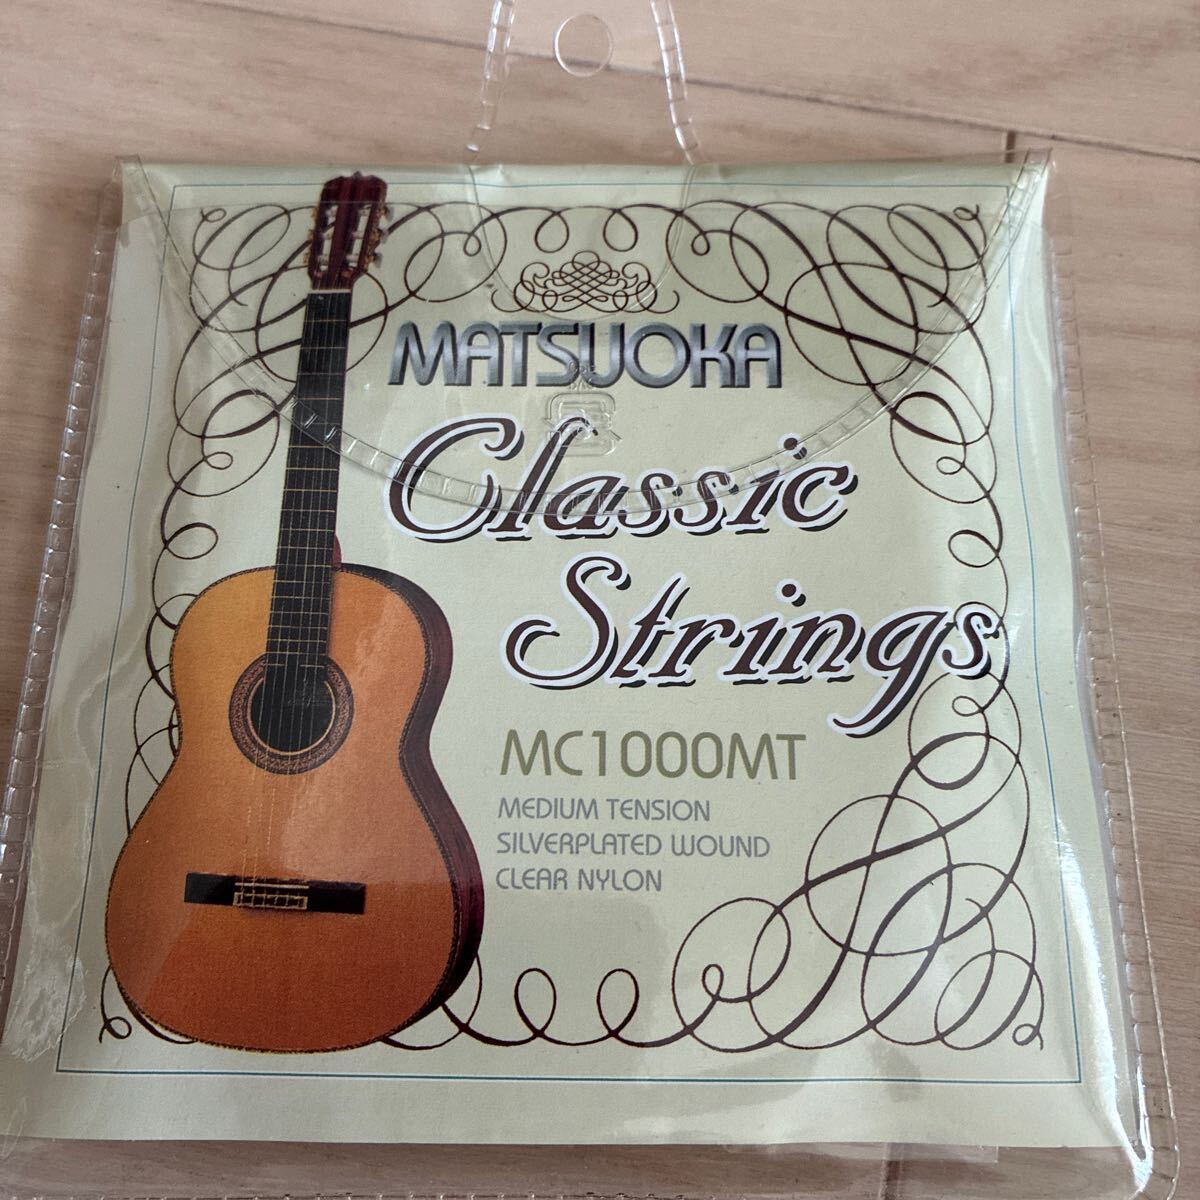 MATSUOKA
Classic
Strings
MC1000MT
MEDIUM TENSION
SILVERPLATED WOUND
CLEAR NYLON